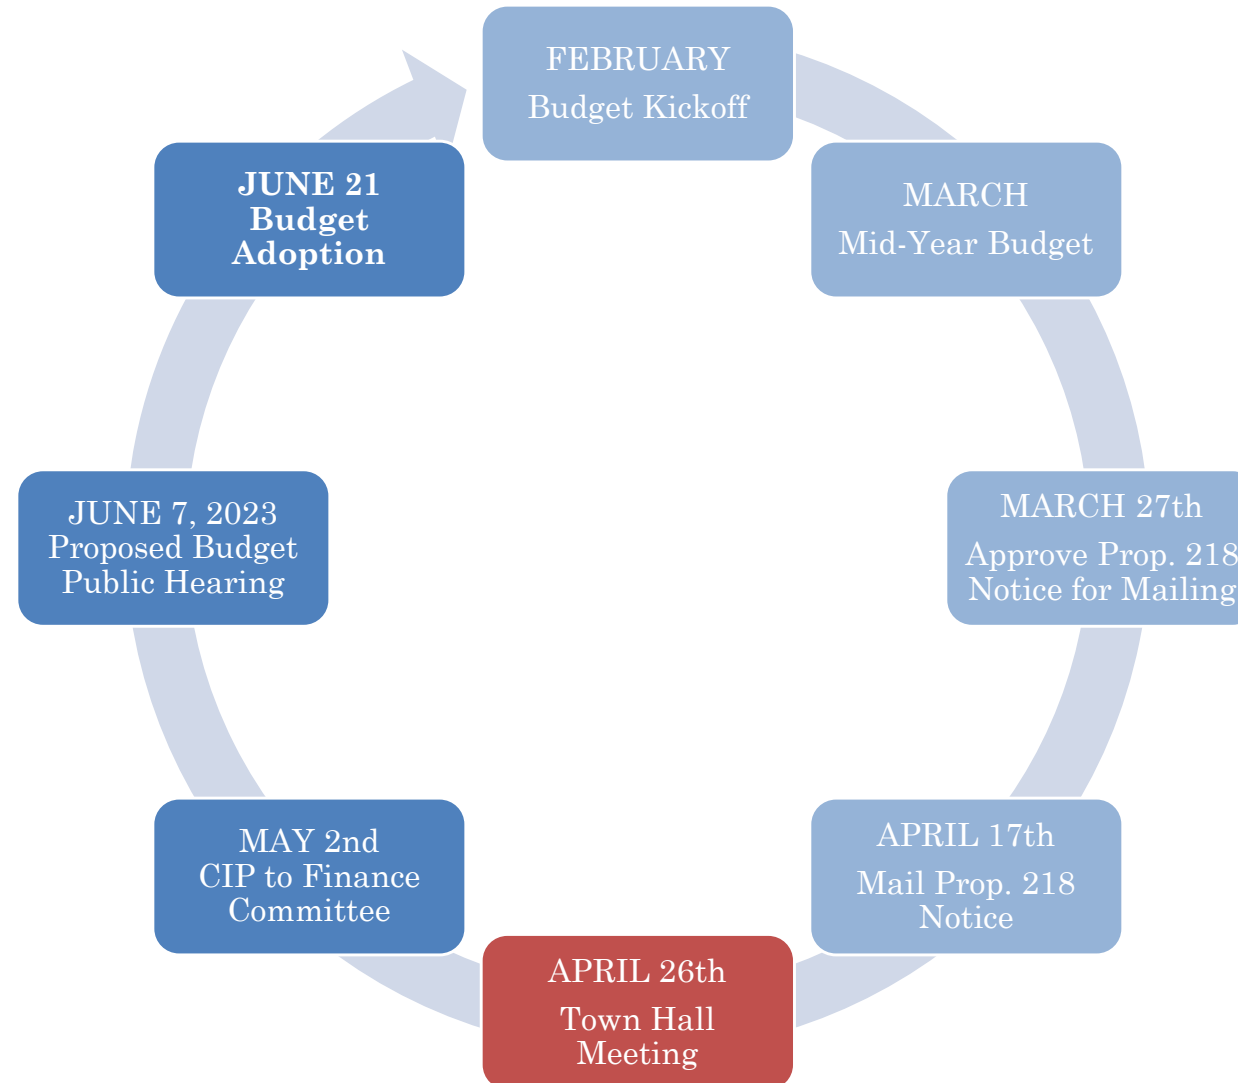 FEBRUARY
Budget Kickoff
MARCH
Mid-Year Budget
MARCH 27th
Approve Prop. 218
Notice for Mailing
APRIL 17th
Mail Prop. 218
Notice
APRIL 26th
Town Hall
Meeting
MAY 2nd
CIP to Finance
Committee
JUNE 7, 2023
Proposed Budget
Public Hearing
JUNE 21
Budget
Adoption